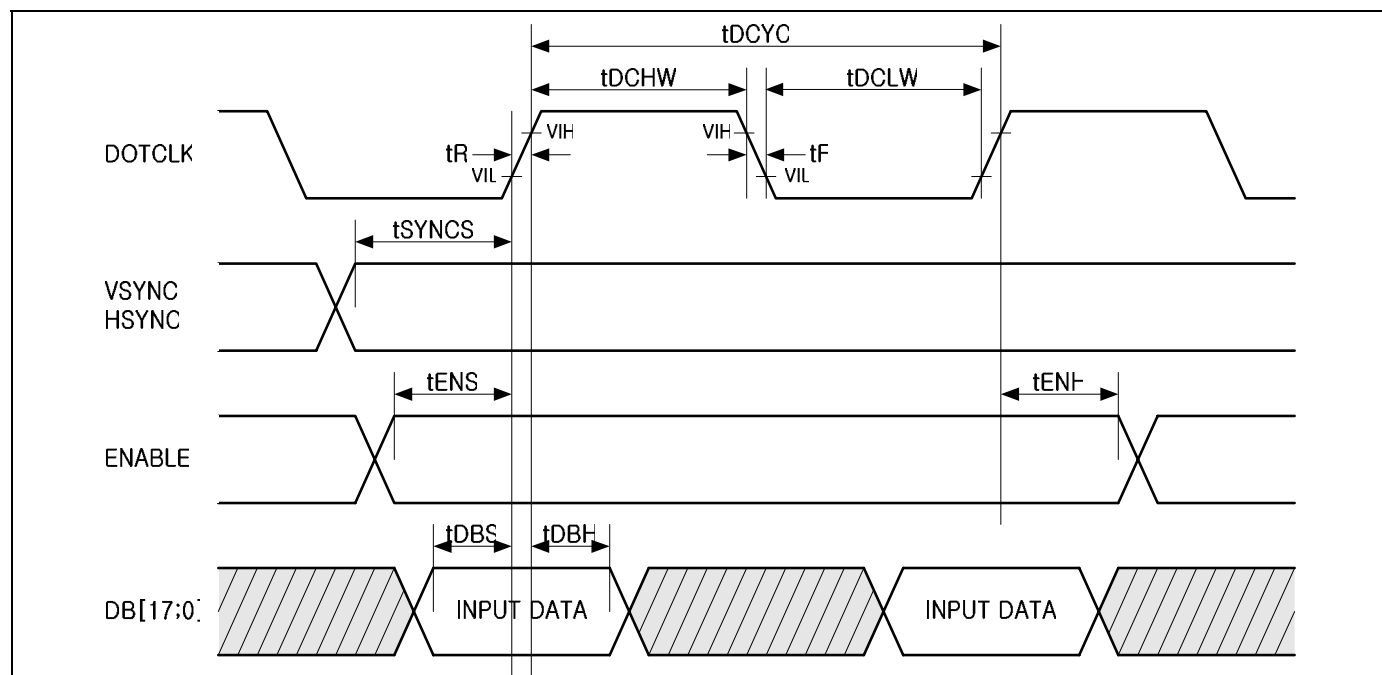 tDCYC
tDCHW
tDCLW
DOTCLK
VIH
VIH
tR
tF
VIL
VIL
tSYNCS
VSYNC
HSYNC
tENS
tENH
ENABLE
tDBS
tDBH
DB[17;0]
INPUT DATA
INPUT DATA